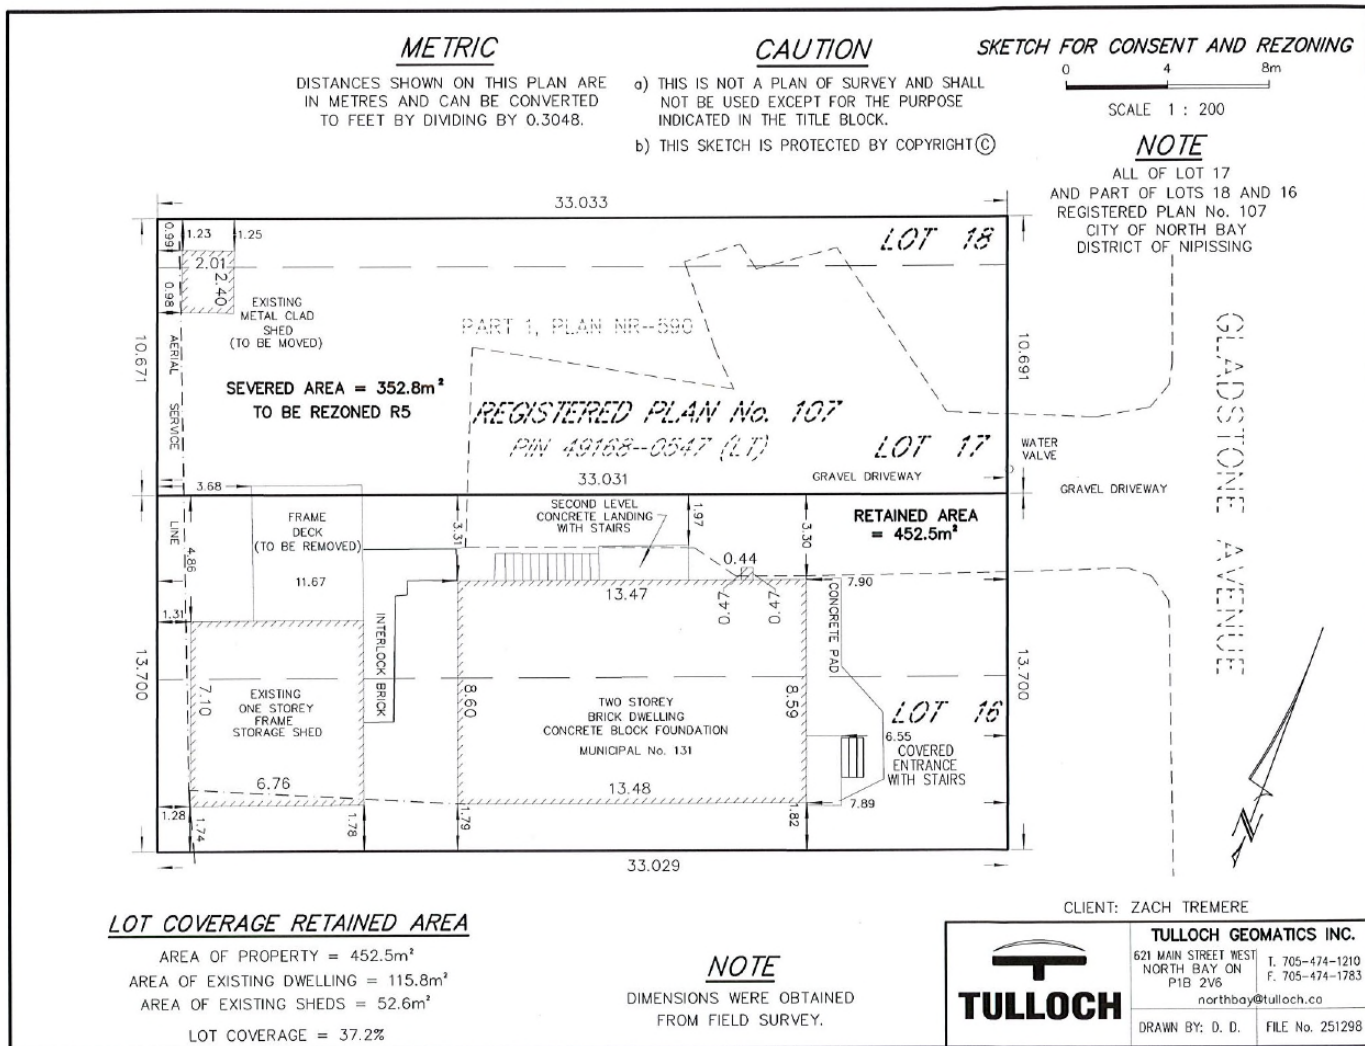 METRIC
DISTANCES SHOWN ON THIS PLAN ARE
IN METRES AND CAN BE CONVERTED
TO FEET BY DIVIDING BY 0.3048.
CAUTION
a) THIS IS NOT A PLAN OF SURVEY AND SHALL
NOT BE USED EXCEPT FOR THE PURPOSE
INDICATED IN THE TITLE BLOCK.
b) THIS SKETCH IS PROTECTED BY COPYRIGHT ©
SKETCH FOR CONSENT AND REZONING
0 4 8m
SCALE 1 : 200
NOTE
ALL OF LOT 17
AND PART OF LOTS 18 AND 16
REGISTERED PLAN No. 107
CITY OF NORTH BAY
DISTRICT OF NIPISSING
33.033
0.99
1.23
1.25
LOT 18
2.01
2.40
0.98
EXISTING
METAL CLAD
SHED
(TO BE MOVED)
PART 1, PLAN NR-590
10.671
10.691
AERIAL SERVICE
SEVERED AREA = 352.8m²
TO BE REZONED R5
REGISTERED PLAN No. 107
PIN 49168-0547 (LT)
LOT 17
WATER
VALVE
GLADSTONE AVENUE
33.031
GRAVEL DRIVEWAY
GRAVEL DRIVEWAY
3.68
LINE
4.86
FRAME
DECK
(TO BE REMOVED)
11.67
3.31
SECOND LEVEL
CONCRETE LANDING
WITH STAIRS
1.97
3.30
RETAINED AREA
= 452.5m²
0.44
7.90
1.31
13.47
0.47
0.47
CONCRETE PAD
INTERLOCK BRICK
13.700
13.700
7.10
EXISTING
ONE STOREY
FRAME
STORAGE SHED
8.60
TWO STOREY
BRICK DWELLING
CONCRETE BLOCK FOUNDATION
MUNICIPAL No. 131
8.59
LOT 16
6.55
COVERED
ENTRANCE
WITH STAIRS
6.76
13.48
7.89
1.28
1.74
1.78
1.79
1.82
33.029
N
LOT COVERAGE RETAINED AREA
AREA OF PROPERTY = 452.5m²
AREA OF EXISTING DWELLING = 115.8m²
AREA OF EXISTING SHEDS = 52.6m²
LOT COVERAGE = 37.2%
NOTE
DIMENSIONS WERE OBTAINED
FROM FIELD SURVEY.
CLIENT: ZACH TREMERE
TULLOCH
TULLOCH GEOMATICS INC.
621 MAIN STREET WEST
NORTH BAY ON
P1B 2V6
T. 705-474-1210
F. 705-474-1783
northbay@tulloch.ca
DRAWN BY: D. D.
FILE No. 251298